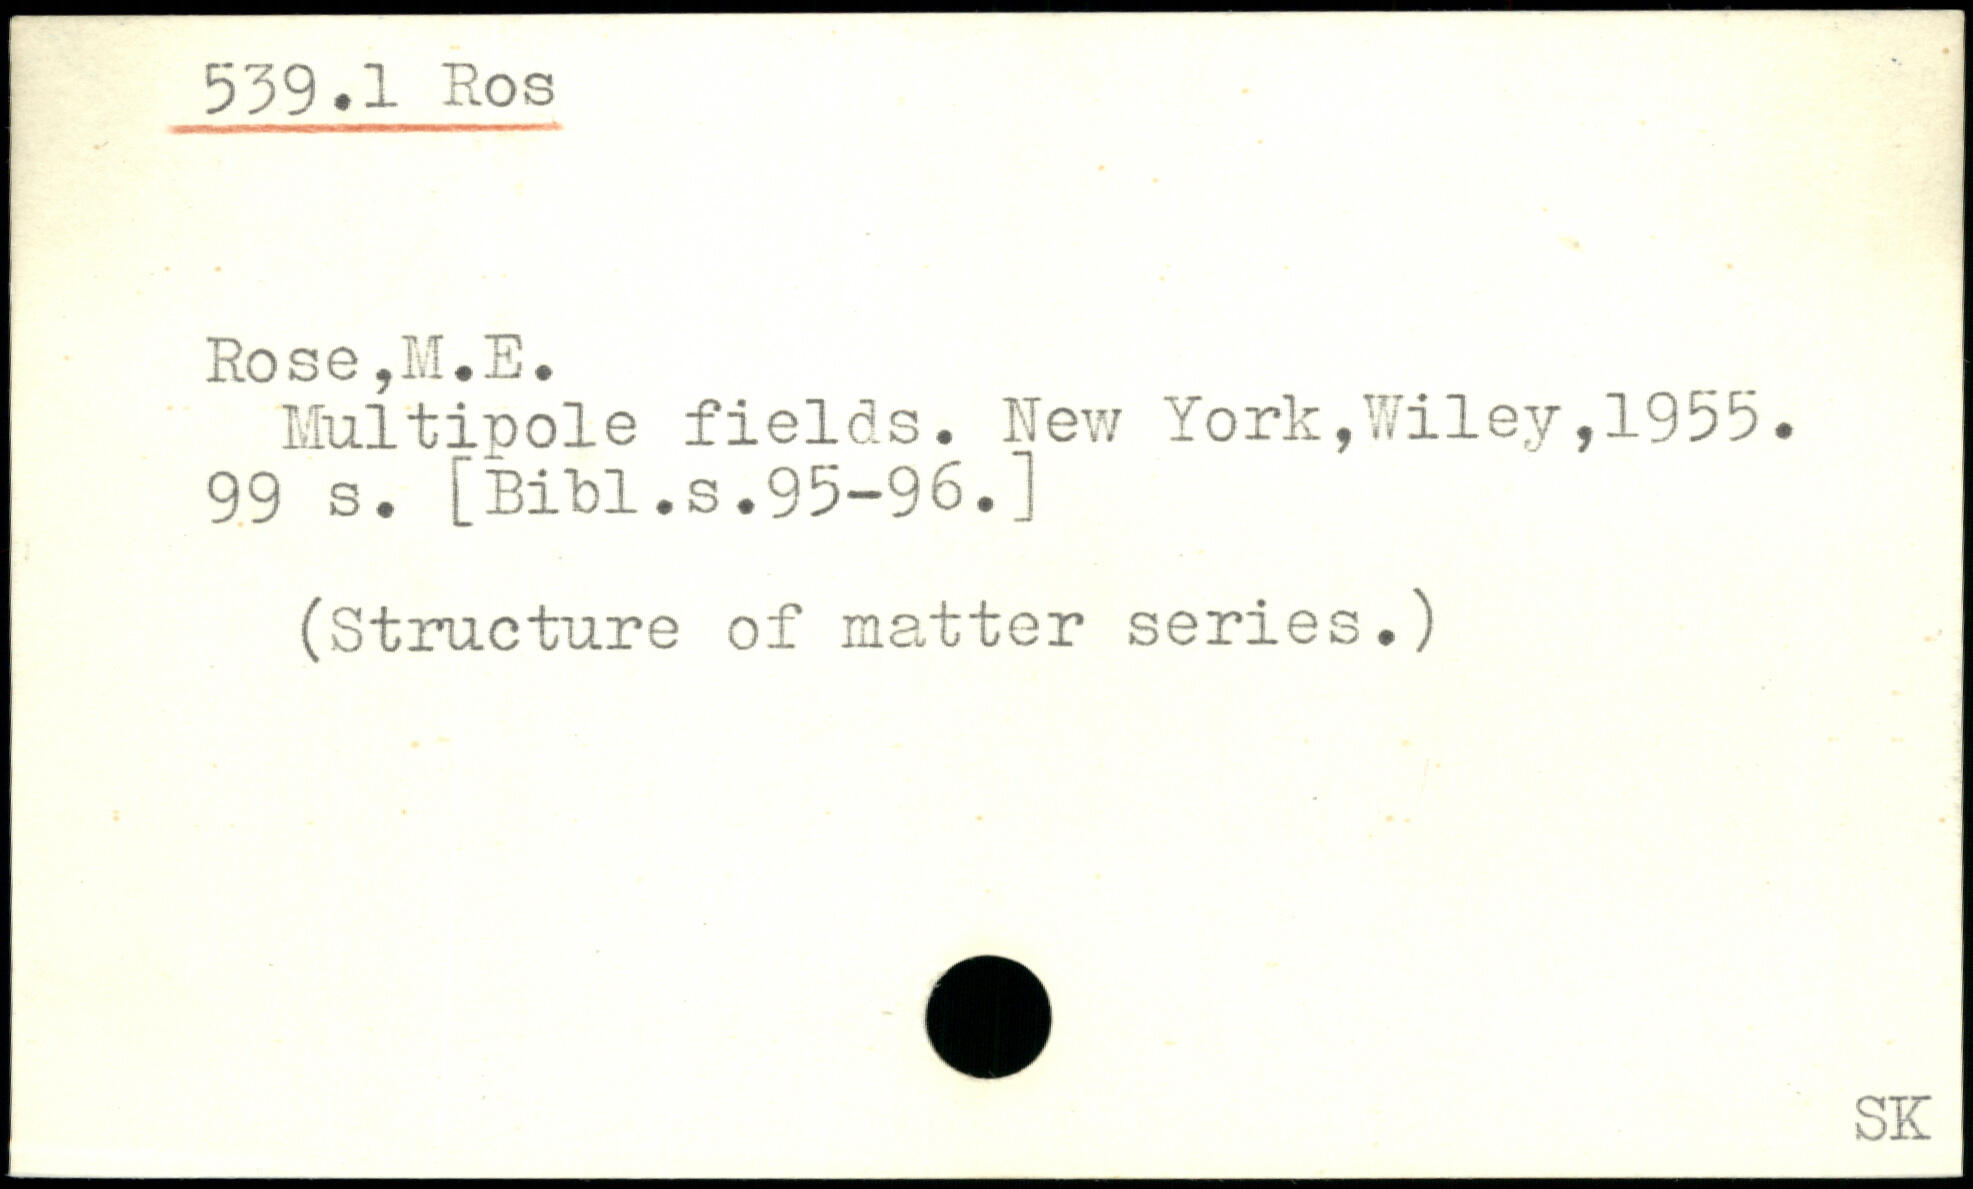 539.1 Ros
Rose,M.E.
Multipole fields. New York,Wiley,1955.
99 s. [Bibl.s.95-96.]
(Structure of matter series.)
SK